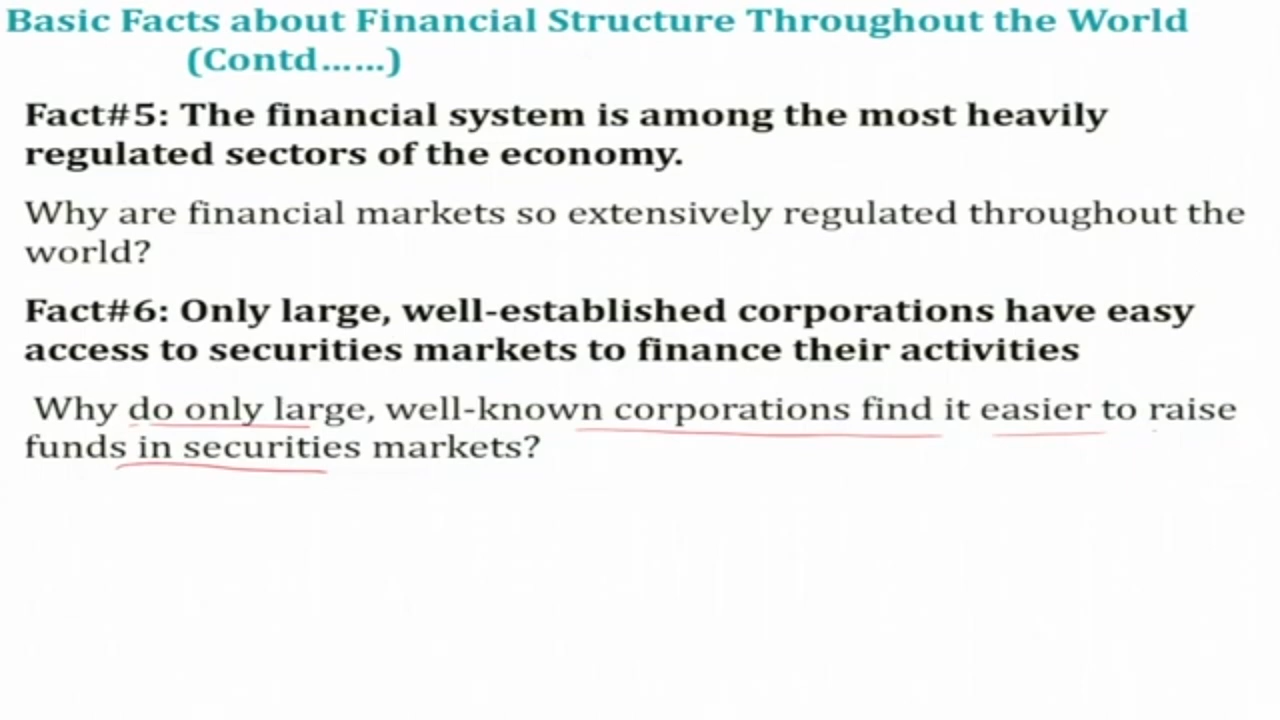 Basic Facts about Financial Structure Throughout the World
(Contd......)
Fact#5: The financial system is among the most heavily
regulated sectors of the economy.
Why are financial markets so extensively regulated throughout the
world?
Fact#6: Only large, well-established corporations have easy
access to securities markets to finance their activities
Why do only large, well-known corporations find it easier to raise
funds in securities markets?